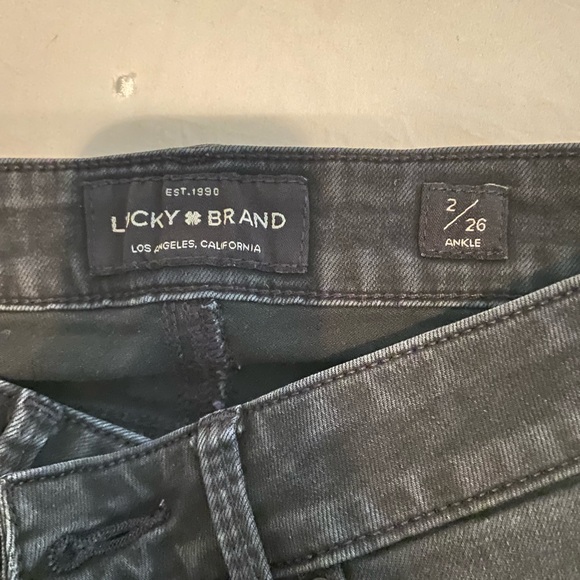 EST.1990
LUCKY BRAND
LOS ANGELES, CALIFORNIA
2/26
ANKLE